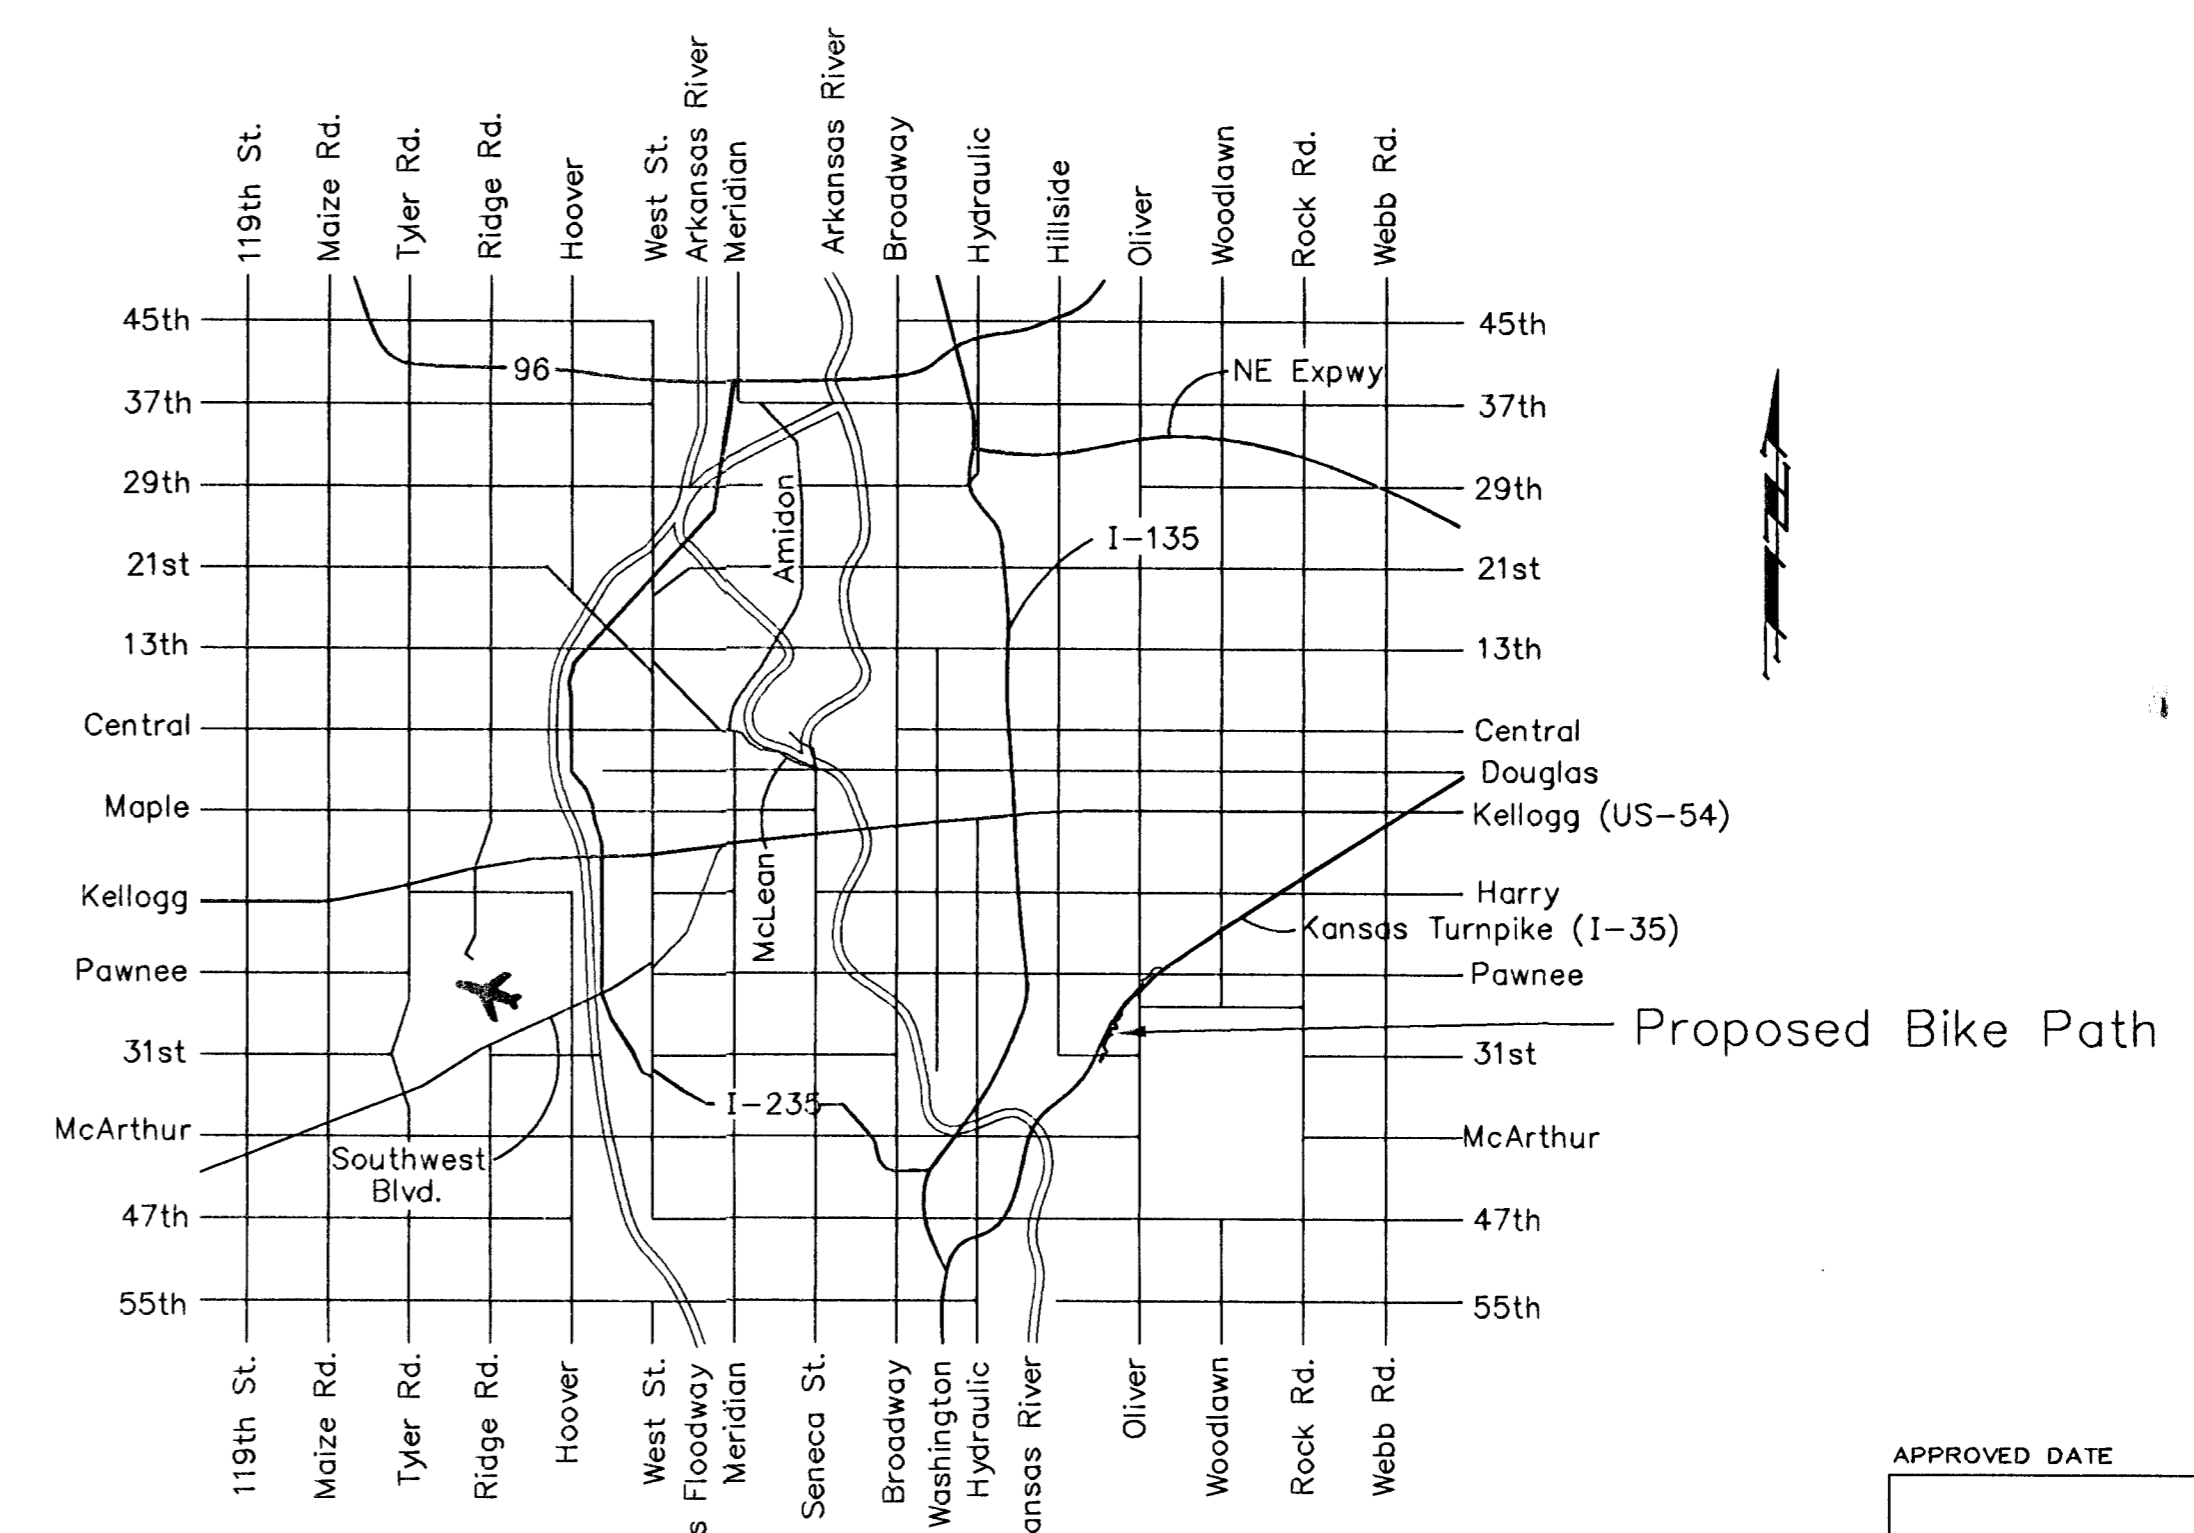 119th St.
Maize Rd.
Tyler Rd.
Ridge Rd.
Hoover
West St.
Arkansas River
Meridian
Arkansas River
Broadway
Hydraulic
Hillside
Oliver
Woodlawn
Rock Rd.
Webb Rd.
45th
45th
96
NE Expwy
37th
37th
29th
29th
Amidon
I-135
21st
21st
13th
13th
Central
Central
Douglas
Maple
Kellogg (US-54)
McLean
Kellogg
Harry
Kansas Turnpike (I-35)
Pawnee
Pawnee
Proposed Bike Path
31st
31st
I-235
McArthur
McArthur
Southwest
Blvd.
47th
47th
55th
55th
119th St.
Maize Rd.
Tyler Rd.
Ridge Rd.
Hoover
West St.
s Floodway
Meridian
Seneca St.
Broadway
Washington
Hydraulic
ansas River
Oliver
Woodlawn
Rock Rd.
Webb Rd.
APPROVED DATE